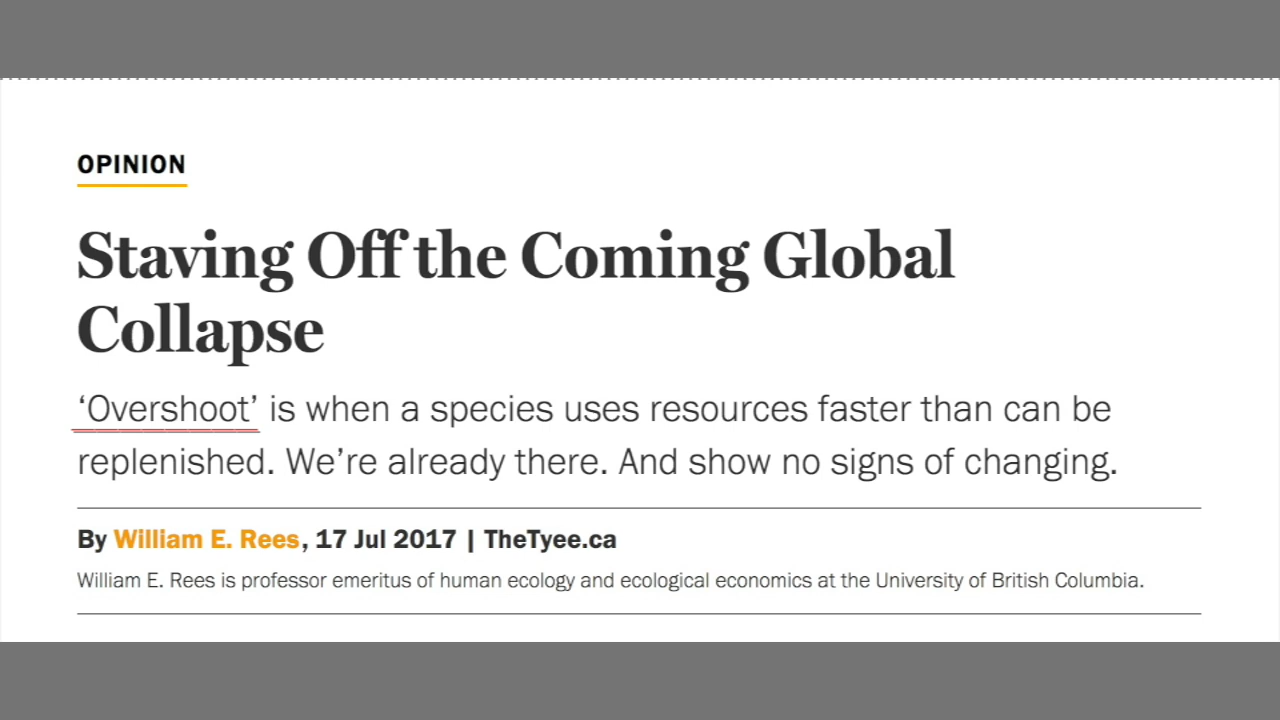 OPINION
Staving Off the Coming Global
Collapse
‘Overshoot’ is when a species uses resources faster than can be
replenished. We’re already there. And show no signs of changing.
By William E. Rees, 17 Jul 2017 | TheTyee.ca
William E. Rees is professor emeritus of human ecology and ecological economics at the University of British Columbia.